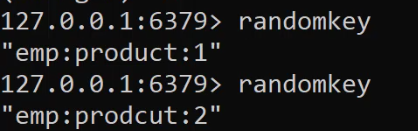 127.0.0.1:6379> randomkey
"emp:product:1"
127.0.0.1:6379> randomkey
"emp:prodcut:2"